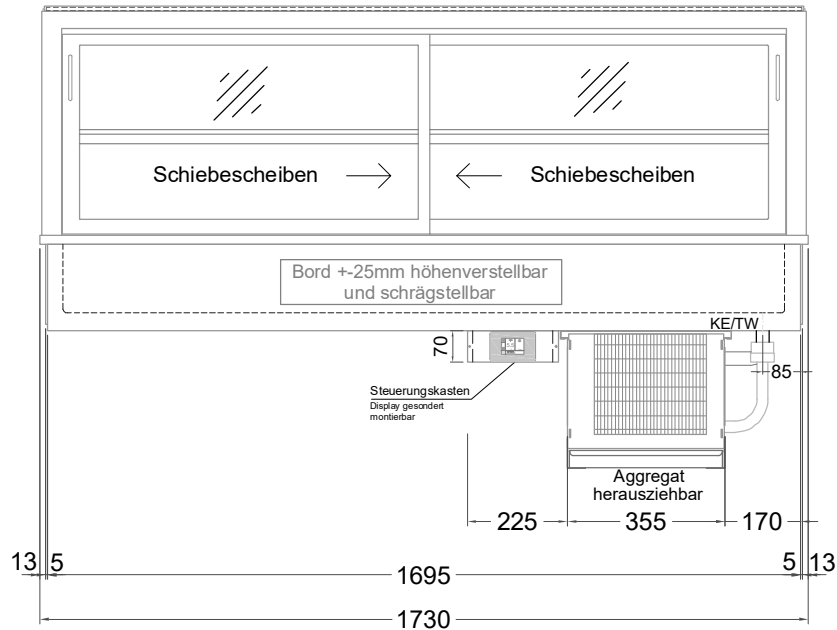 Schiebescheiben
Schiebescheiben
Bord +-25mm höhenverstellbar
und schrägstellbar
KE/TW
70
85
Steuerungskasten
Display gesondert
montierbar
Aggregat
herausziehbar
225
355
170
13
5
1695
5
13
1730